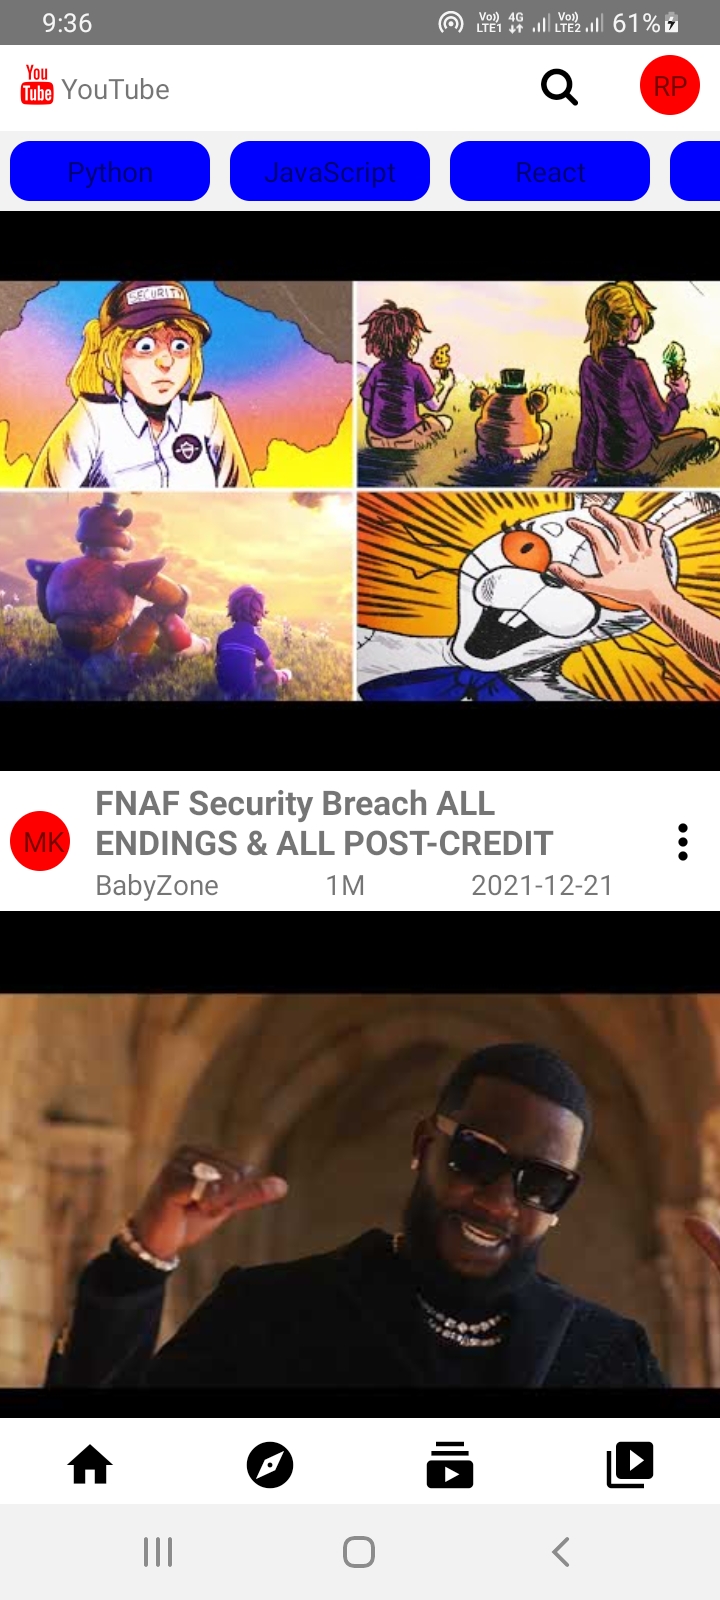 9:36
Vo)) LTE1 4G Vo)) LTE2 61%
You Tube YouTube RP
Python JavaScript React
SECURITY
FNAF Security Breach ALL
MK ENDINGS & ALL POST-CREDIT
BabyZone 1M 2021-12-21